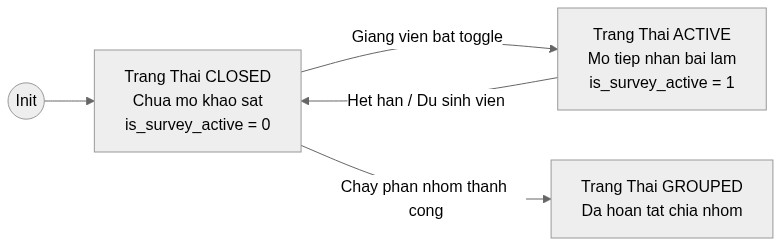 Init
Trang Thai CLOSED
Chua mo khao sat
is_survey_active = 0
Giang vien bat toggle
Het han / Du sinh vien
Chay phan nhom thanh
cong
Trang Thai ACTIVE
Mo tiep nhan bai lam
is_survey_active = 1
Trang Thai GROUPED
Da hoan tat chia nhom